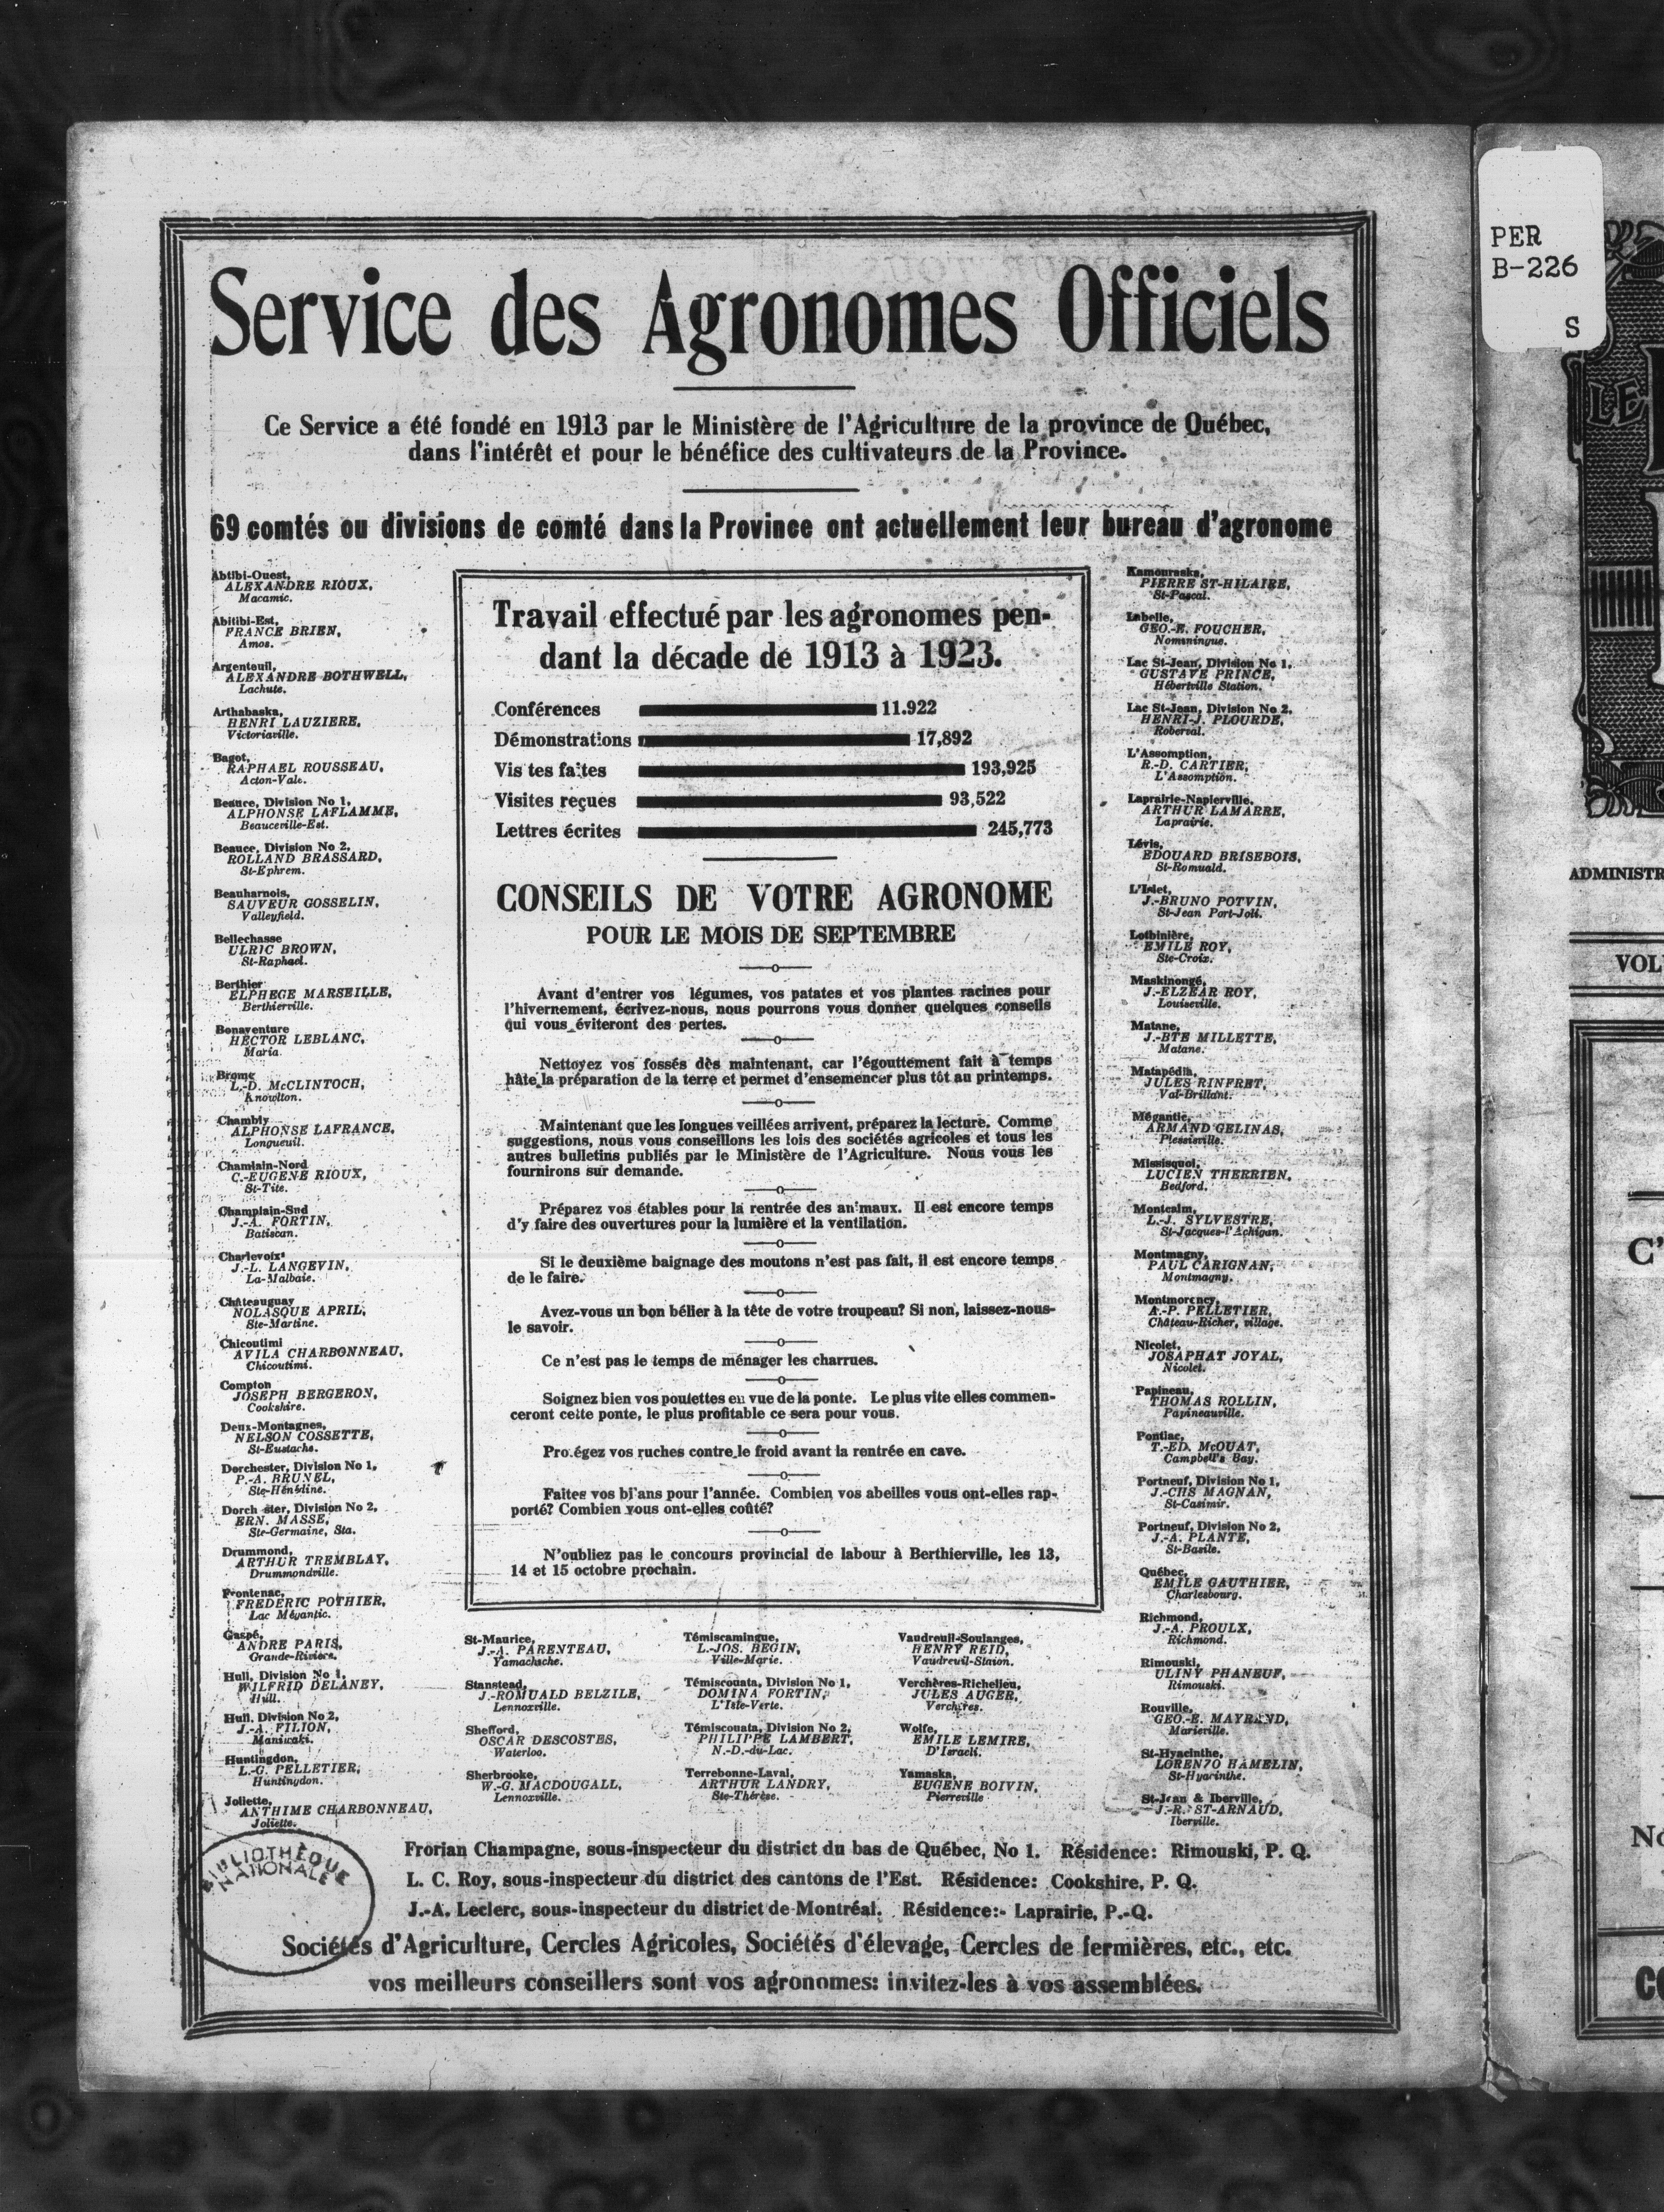 Service des Agronomes Officiels
Ce Service a été fondé en 1913 par le Ministère de l'Agriculture de la province de Québec,
dans l'intérêt et pour le bénéfice des cultivateurs de la Province.
69 comtés ou divisions de comté dans la Province ont actuellement leur bureau d'agronome
Abtibi-Ouest,
ALEXANDRE RIOUX,
Macamic.
Abitibi-Est,
FRANCE BRIEN,
Amos.
Argenteuil,
ALEXANDRE BOTHWELL,
Lachute.
Arthabaska,
HENRI LAUZIERE,
Victoriaville.
Bagot,
RAPHAEL ROUSSEAU,
Acton-Vale.
Beauce, Division No 1,
ALPHONSE LAFLAMME,
Beauceville-Est.
Beauce, Division No 2,
ROLLAND BRASSARD,
St-Ephrem.
Beauharnois,
SAUVEUR GOSSELIN,
Valleyfield.
Bellechasse
ULRIC BROWN,
St-Raphael.
Berthier
ELPHEGE MARSEILLE,
Berthierville.
Bonaventure
HECTOR LEBLANC,
Maria.
Brome
L.-D. McCLINTOCH,
Knowlton.
Chambly
ALPHONSE LAFRANCE,
Longueuil.
Chamlain-Nord
C.-EUGENE RIOUX,
St-Tite.
Champlain-Sud
J.-A. FORTIN,
Batiscan.
Charlevoix
J.-L. LANGEVIN,
La-Malbaie.
Châteauguay
NOLASQUE APRIL,
Ste-Martine.
Chicoutimi
AVILA CHARBONNEAU,
Chicoutimi.
Compton
JOSEPH BERGERON,
Cookshire.
Deux-Montagnes,
NELSON COSSETTE,
St-Eustache.
Dorchester, Division No 1,
P.-A. BRUNEL,
Ste-Hénédine.
Dorch ster, Division No 2,
ERN. MASSE,
Ste-Germaine, Sta.
Drummond,
ARTHUR TREMBLAY,
Drummondville.
Frontenac,
FREDERIC POTHIER,
Lac Mégantic.
Gaspé,
ANDRE PARIS,
Grande-Rivière.
Hull, Division No 1,
WILFRID DELANEY,
Hull.
Hull, Division No 2,
J.-A. FILION,
Maniwaki.
Huntingdon,
L.-G. PELLETIER,
Huntingdon.
Joliette,
ANTHIME CHARBONNEAU,
Joliette.
Travail effectué par les agronomes pen-
dant la décade de 1913 à 1923.
Conférences 11.922
Démonstrations 17,892
Vis tes faites 193,925
Visites reçues 93,522
Lettres écrites 245,773
CONSEILS DE VOTRE AGRONOME
POUR LE MOIS DE SEPTEMBRE
Avant d'entrer vos légumes, vos patates et vos plantes racines pour
l'hivernement, écrivez-nous, nous pourrons vous donner quelques conseils
qui vous éviteront des pertes.
Nettoyez vos fossés dès maintenant, car l'égouttement fait à temps
hâte la préparation de la terre et permet d'ensemencer plus tôt au printemps.
Maintenant que les longues veillées arrivent, préparez la lecture. Comme
suggestions, nous vous conseillons les lois des sociétés agricoles et tous les
autres bulletins publiés par le Ministère de l'Agriculture. Nous vous les
fournirons sur demande.
Préparez vos étables pour la rentrée des animaux. Il est encore temps
d'y faire des ouvertures pour la lumière et la ventilation.
Si le deuxième baignage des moutons n'est pas fait, il est encore temps
de le faire.
Avez-vous un bon bélier à la tête de votre troupeau? Si non, laissez-nous-
le savoir.
Ce n'est pas le temps de ménager les charrues.
Soignez bien vos poulettes en vue de la ponte. Le plus vite elles commen-
ceront cette ponte, le plus profitable ce sera pour vous.
Pro.égez vos ruches contre le froid avant la rentrée en cave.
Faites vos bilans pour l'année. Combien vos abeilles vous ont-elles rap-
porté? Combien vous ont-elles coûté?
N'oubliez pas le concours provincial de labour à Berthierville, les 13,
14 et 15 octobre prochain.
Kamouraska,
PIERRE ST-HILAIRE,
St-Pascal.
Labelle,
GEO.-E. FOUCHER,
Nominingue.
Lac St-Jean, Division No 1,
GUSTAVE PRINCE,
Hébertville Station.
Lac St-Jean, Division No 2,
HENRI-J. PLOURDE,
Roberval.
L'Assomption,
R.-D. CARTIER,
L'Assomption.
Laprairie-Napierville.
ARTHUR LAMARRE,
Laprairie.
Lévis,
EDOUARD BRISEBOIS,
St-Romuald.
L'Islet,
J.-BRUNO POTVIN,
St-Jean Port-Joli.
Lotbinière,
EMILE ROY,
Ste-Croix.
Maskinongé,
J.-ELZEAR ROY,
Louiseville.
Matane,
J.-BTE MILLETTE,
Matane.
Matapédia,
JULES RINFRET,
Val-Brillant.
Mégantic,
ARMAND GELINAS,
Plessisville.
Missisquoi,
LUCIEN THERRIEN,
Bedford.
Montcalm,
L.-J. SYLVESTRE,
St-Jacques-l'Achigan.
Montmagny,
PAUL CARIGNAN,
Montmagny.
Montmorency,
A.-P. PELLETIER,
Château-Richer, village.
Nicolet,
JOSAPHAT JOYAL,
Nicolet.
Papineau,
THOMAS ROLLIN,
Papineauville.
Pontiac,
T.-ED. McOUAT,
Campbell's Bay.
Portneuf, Division No 1,
J.-CHS MAGNAN,
St-Casimir.
Portneuf, Division No 2,
J.-A. PLANTE,
St-Basile.
Québec,
EMILE GAUTHIER,
Charlesbourg.
Richmond,
J.-A. PROULX,
Richmond.
Rimouski,
ULINY PHANEUF,
Rimouski.
Rouville,
GEO.-E. MAYRAND,
Marieville.
St-Hyacinthe,
LORENZO HAMELIN,
St-Hyacinthe.
St-Jean & Iberville,
J.-R. ST-ARNAUD,
Iberville.
St-Maurice,
J.-A. PARENTEAU,
Yamachiche.
Stanstead,
J.-ROMUALD BELZILE,
Lennoxville.
Shefford,
OSCAR DESCOSTES,
Waterloo.
Sherbrooke,
W.-G. MACDOUGALL,
Lennoxville.
Témiscamingue,
L.-JOS. BEGIN,
Ville-Marie.
Témiscouata, Division No 1,
DOMINA FORTIN,
L'Isle-Verte.
Témiscouata, Division No 2,
PHILIPPE LAMBERT,
N.-D.-du-Lac.
Terrebonne-Laval,
ARTHUR LANDRY,
Ste-Thérèse.
Vaudreuil-Soulanges,
HENRY REID,
Vaudreuil-Staion.
Verchères-Richelieu,
JULES AUGER,
Verchères.
Wolfe,
EMILE LEMIRE,
D'Israeli.
Yamaska,
EUGENE BOIVIN,
Pierreville
Frorian Champagne, sous-inspecteur du district du bas de Québec, No 1. Résidence: Rimouski, P. Q.
L. C. Roy, sous-inspecteur du district des cantons de l'Est. Résidence: Cookshire, P. Q.
J.-A. Leclerc, sous-inspecteur du district de Montréal. Résidence:- Laprairie, P.-Q.
Sociétés d'Agriculture, Cercles Agricoles, Sociétés d'élevage, Cercles de fermières, etc., etc.
vos meilleurs conseillers sont vos agronomes: invitez-les à vos assemblées.
BIBLIOTHÈQUE
NATIONALE
PER
B-226
S
LE
ADMINISTR
VOL
C'
No
CO